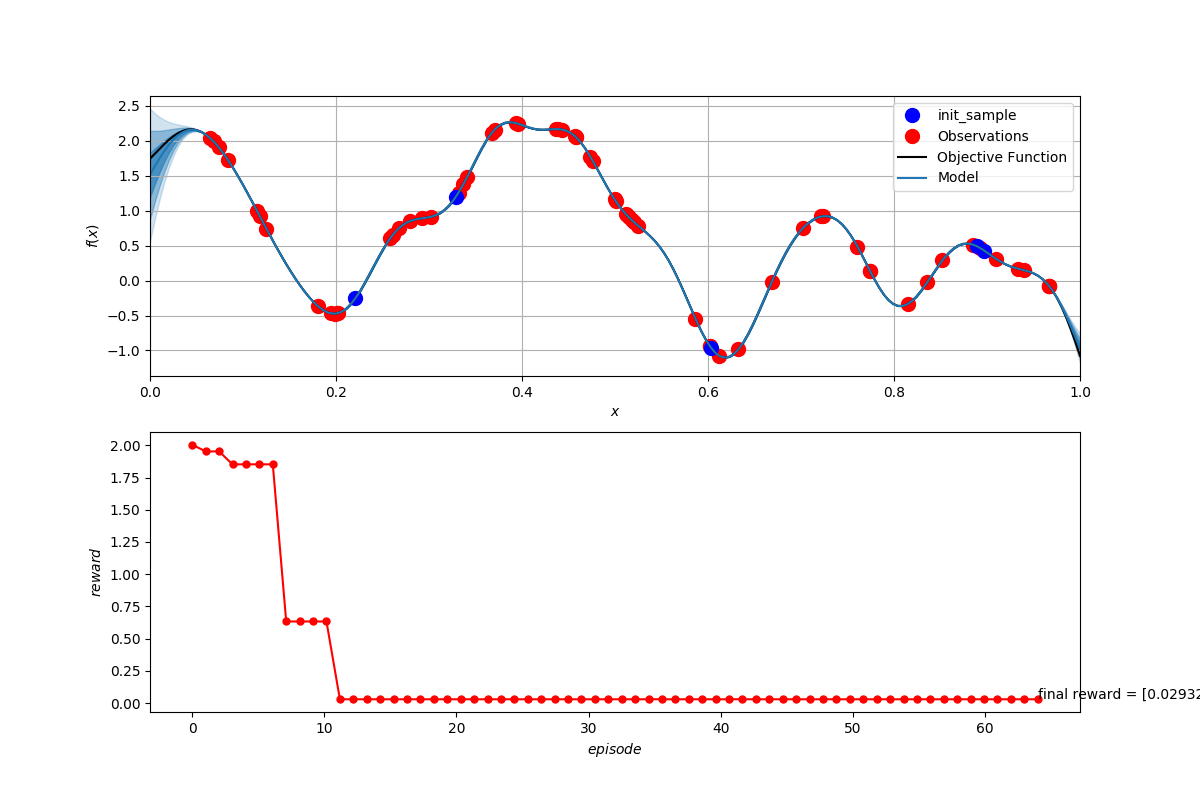 2.5
2.0
1.5
1.0
0.5
0.0
−0.5
−1.0
f(x)
init_sample
Observations
Objective Function
Model
0.0 0.2 0.4 0.6 0.8 1.0
x
2.00
1.75
1.50
1.25
1.00
0.75
0.50
0.25
0.00
reward
final reward = [0.02932
0 10 20 30 40 50 60
episode